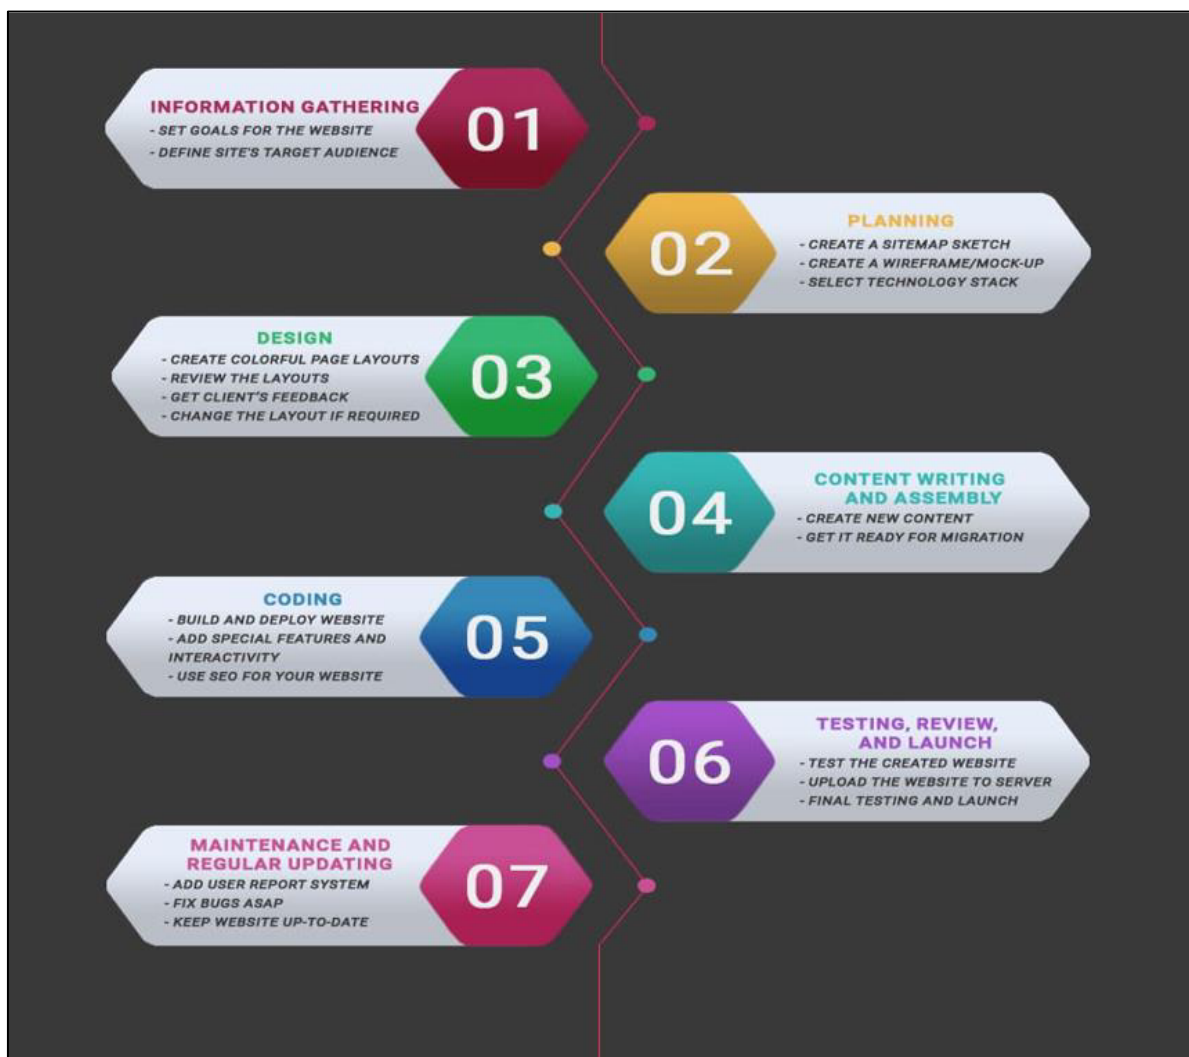 INFORMATION GATHERING
- SET GOALS FOR THE WEBSITE
- DEFINE SITE'S TARGET AUDIENCE
01
02
PLANNING
- CREATE A SITEMAP SKETCH
- CREATE A WIREFRAME/MOCK-UP
- SELECT TECHNOLOGY STACK
DESIGN
- CREATE COLORFUL PAGE LAYOUTS
- REVIEW THE LAYOUTS
- GET CLIENT'S FEEDBACK
- CHANGE THE LAYOUT IF REQUIRED
03
04
CONTENT WRITING
AND ASSEMBLY
- CREATE NEW CONTENT
- GET IT READY FOR MIGRATION
CODING
- BUILD AND DEPLOY WEBSITE
- ADD SPECIAL FEATURES AND
INTERACTIVITY
- USE SEO FOR YOUR WEBSITE
05
06
TESTING, REVIEW,
AND LAUNCH
- TEST THE CREATED WEBSITE
- UPLOAD THE WEBSITE TO SERVER
- FINAL TESTING AND LAUNCH
MAINTENANCE AND
REGULAR UPDATING
- ADD USER REPORT SYSTEM
- FIX BUGS ASAP
- KEEP WEBSITE UP-TO-DATE
07